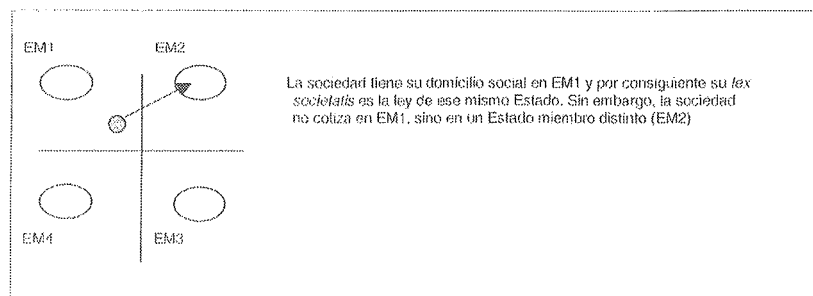 EM1
EM2
La sociedad tiene su domicilio social en EM1 y por consiguiente su lex
societatis es la ley de ese mismo Estado. Sin embargo, la sociedad
no cotiza en EM1, sino en un Estado miembro distinto (EM2)
EM4
EM3